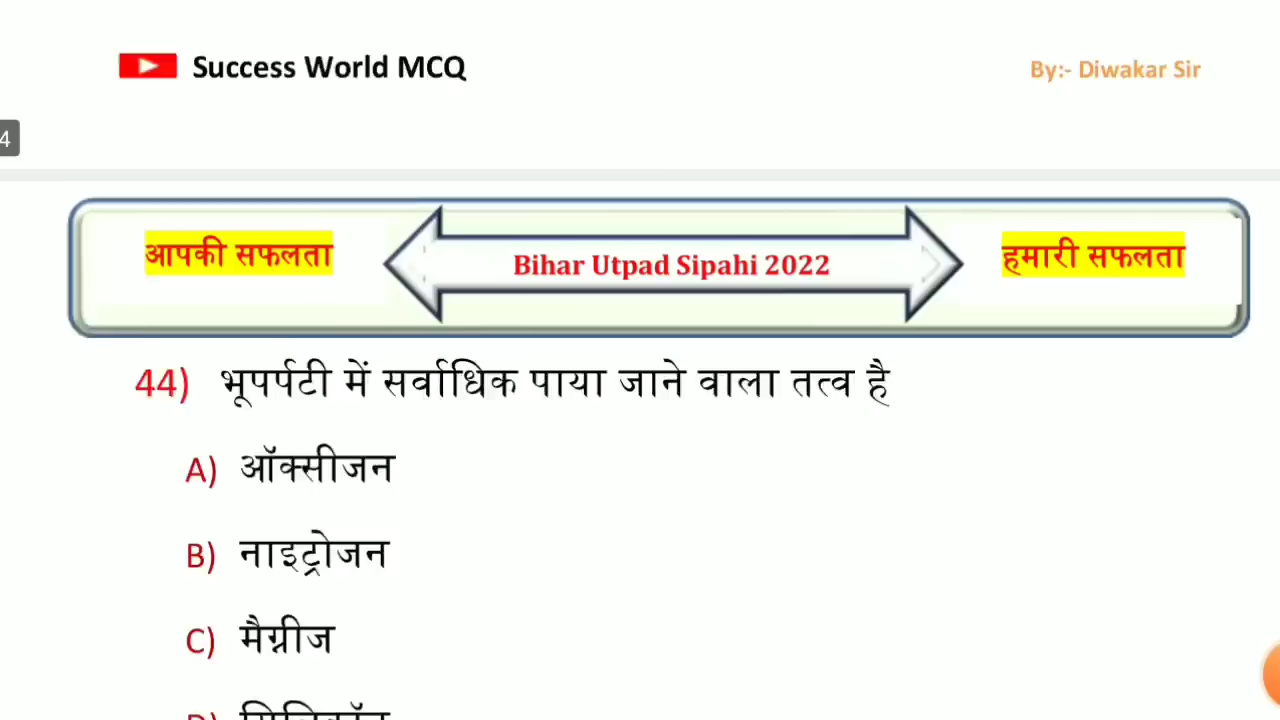 Success World MCQ
By:- Diwakar Sir
4
आपकी सफलता
Bihar Utpad Sipahi 2022
हमारी सफलता
44) भूपर्पटी में सर्वाधिक पाया जाने वाला तत्व है
A) ऑक्सीजन
B) नाइट्रोजन
C) मैग्नीज